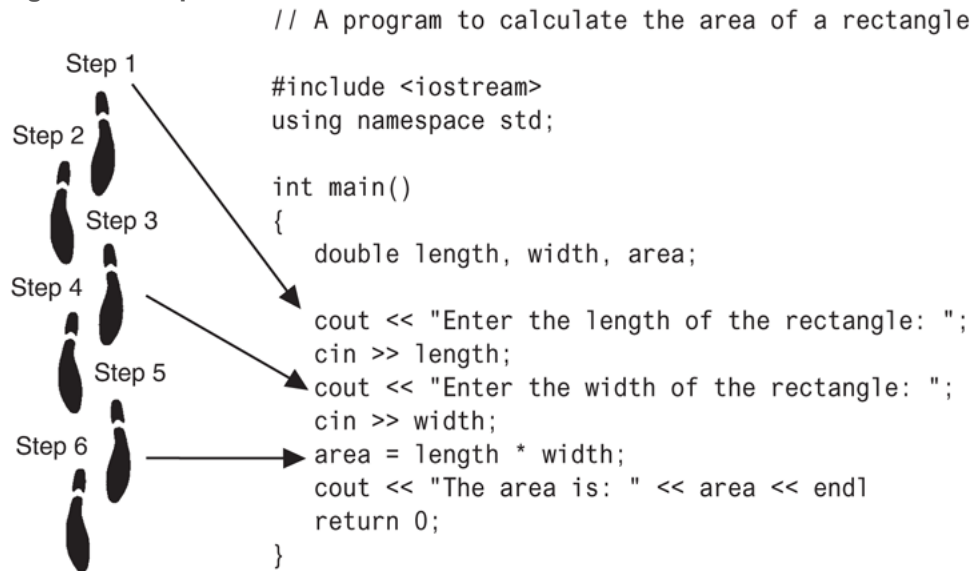 // A program to calculate the area of a rectangle
Step 1
#include <iostream>
using namespace std;
Step 2
int main()
{
Step 3
double length, width, area;
Step 4
cout << "Enter the length of the rectangle: ";
cin >> length;
Step 5
cout << "Enter the width of the rectangle: ";
cin >> width;
Step 6
area = length * width;
cout << "The area is: " << area << endl
return 0;
}